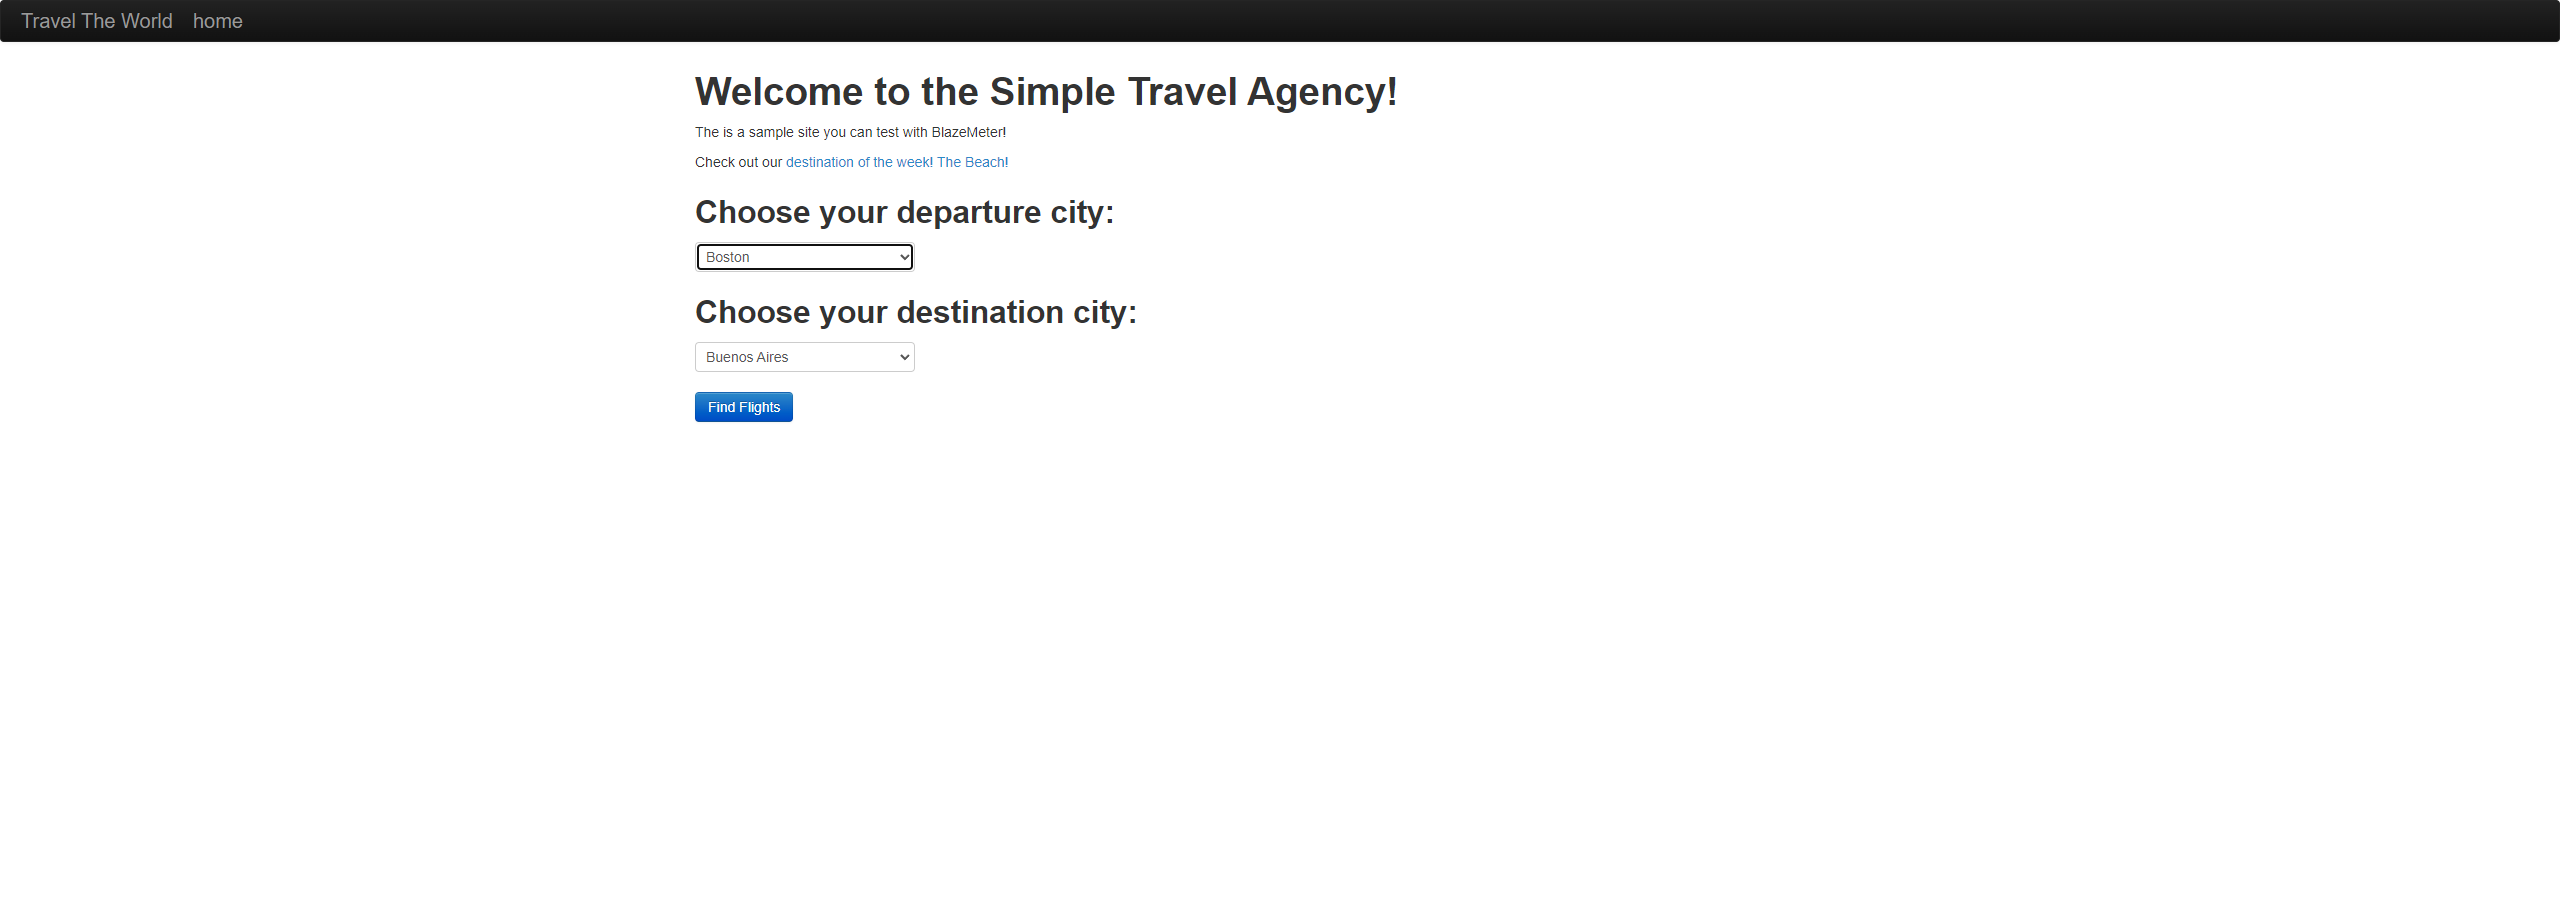 Travel The World home
Welcome to the Simple Travel Agency!
The is a sample site you can test with BlazeMeter!
Check out our destination of the week! The Beach!
Choose your departure city:
Boston
Choose your destination city:
Buenos Aires
Find Flights